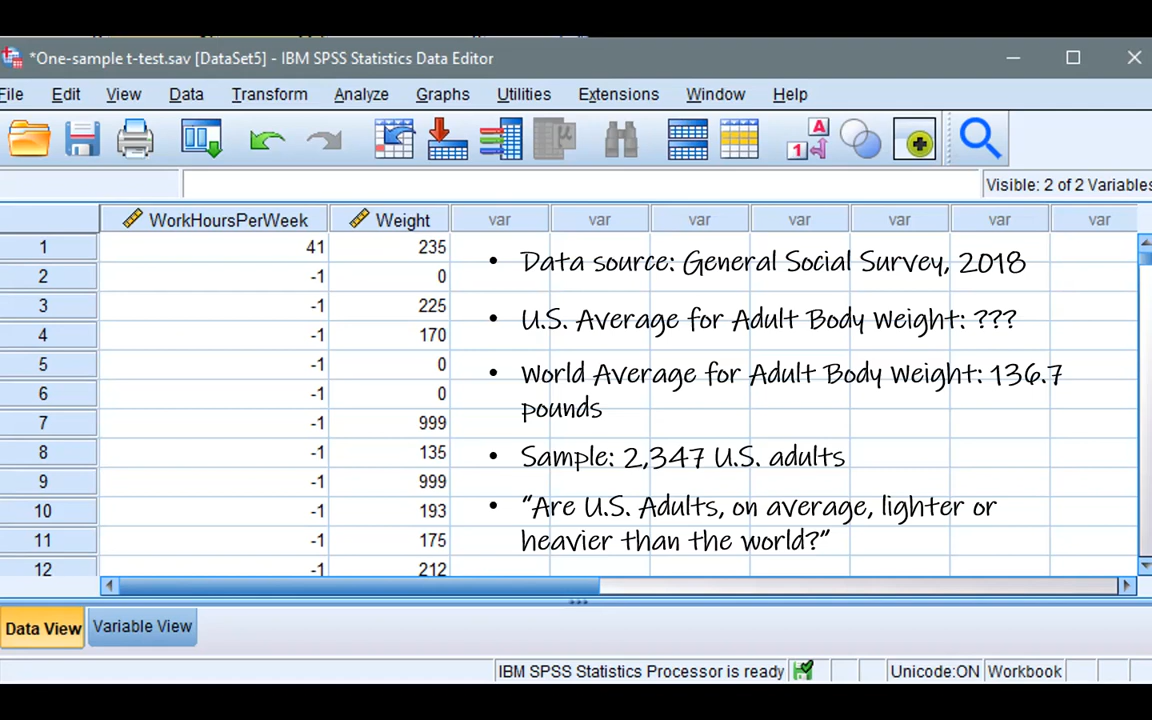 *One-sample t-test.sav [DataSet5] - IBM SPSS Statistics Data Editor
File Edit View Data Transform Analyze Graphs Utilities Extensions Window Help
Visible: 2 of 2 Variables
WorkHoursPerWeek Weight var var var var var var var
1 41 235
2 -1 0
3 -1 225
4 -1 170
5 -1 0
6 -1 0
7 -1 999
8 -1 135
9 -1 999
10 -1 193
11 -1 175
12 -1 212
• Data source: General Social Survey, 2018
• U.S. Average for Adult Body Weight: ???
• World Average for Adult Body Weight: 136.7
pounds
• Sample: 2,347 U.S. adults
• “Are U.S. Adults, on average, lighter or
heavier than the world?”
Data View Variable View
IBM SPSS Statistics Processor is ready Unicode:ON Workbook